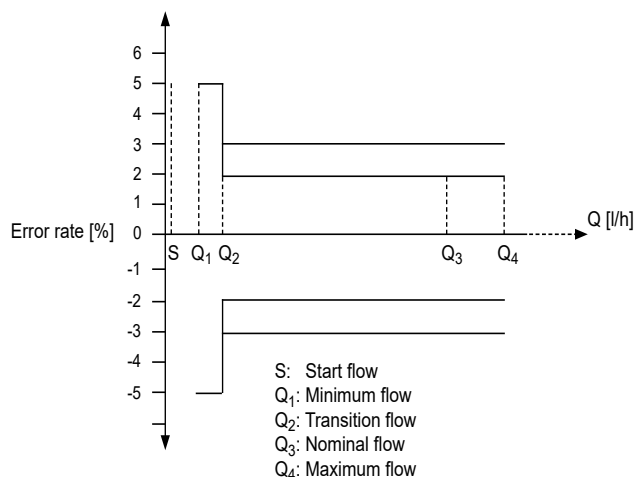 6
5
4
3
2
1
Error rate [%] 0
Q [l/h]
S Q₁ Q₂ Q₃ Q₄
-1
-2
-3
-4
-5
S: Start flow
Q₁: Minimum flow
Q₂: Transition flow
Q₃: Nominal flow
Q₄: Maximum flow